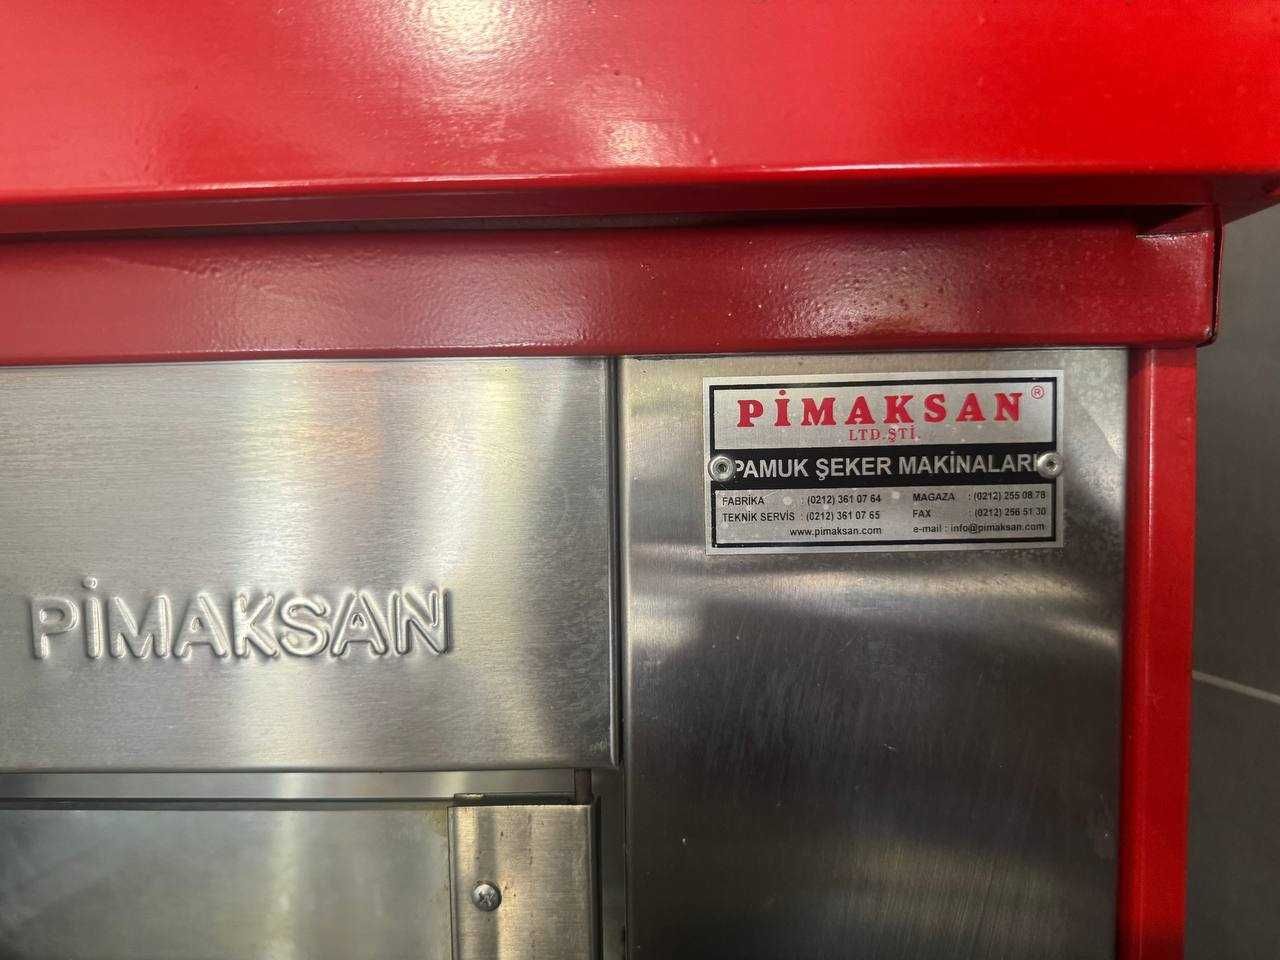 PİMAKSAN®
LTD.ŞTİ.
PAMUK ŞEKER MAKİNALARI
FABRİKA : (0212) 361 07 64 MAGAZA : (0212) 255 08 78
TEKNİK SERVİS : (0212) 361 07 65 FAX : (0212) 256 51 30
www.pimaksan.com e-mail : info@pimaksan.com
PİMAKSAN